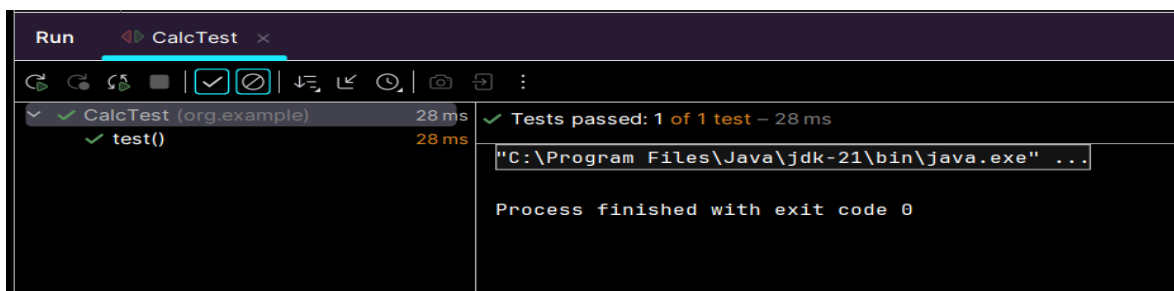 Run CalcTest ×
CalcTest (org.example) 28 ms
test() 28 ms
Tests passed: 1 of 1 test – 28 ms
"C:\Program Files\Java\jdk-21\bin\java.exe" ...
Process finished with exit code 0